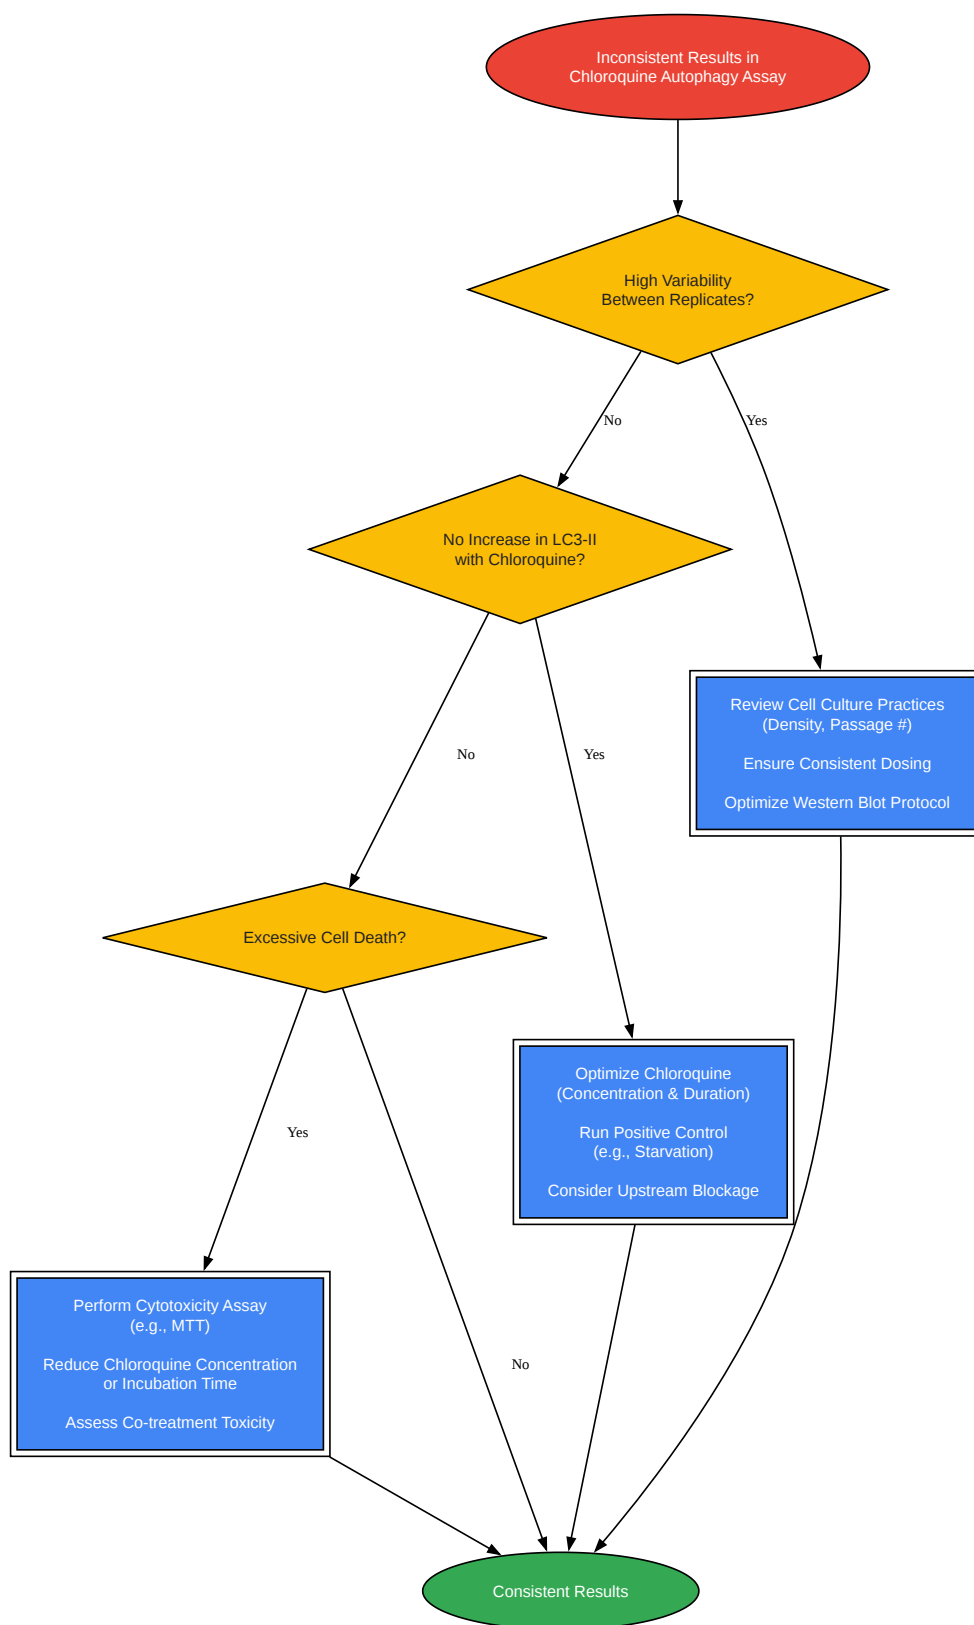 Inconsistent Results in
Chloroquine Autophagy Assay
High Variability
Between Replicates?
No
Yes
No Increase in LC3-II
with Chloroquine?
No
Yes
Review Cell Culture Practices
(Density, Passage #)
Ensure Consistent Dosing
Optimize Western Blot Protocol
Excessive Cell Death?
Yes
No
Optimize Chloroquine
(Concentration & Duration)
Run Positive Control
(e.g., Starvation)
Consider Upstream Blockage
Perform Cytotoxicity Assay
(e.g., MTT)
Reduce Chloroquine Concentration
or Incubation Time
Assess Co-treatment Toxicity
Consistent Results